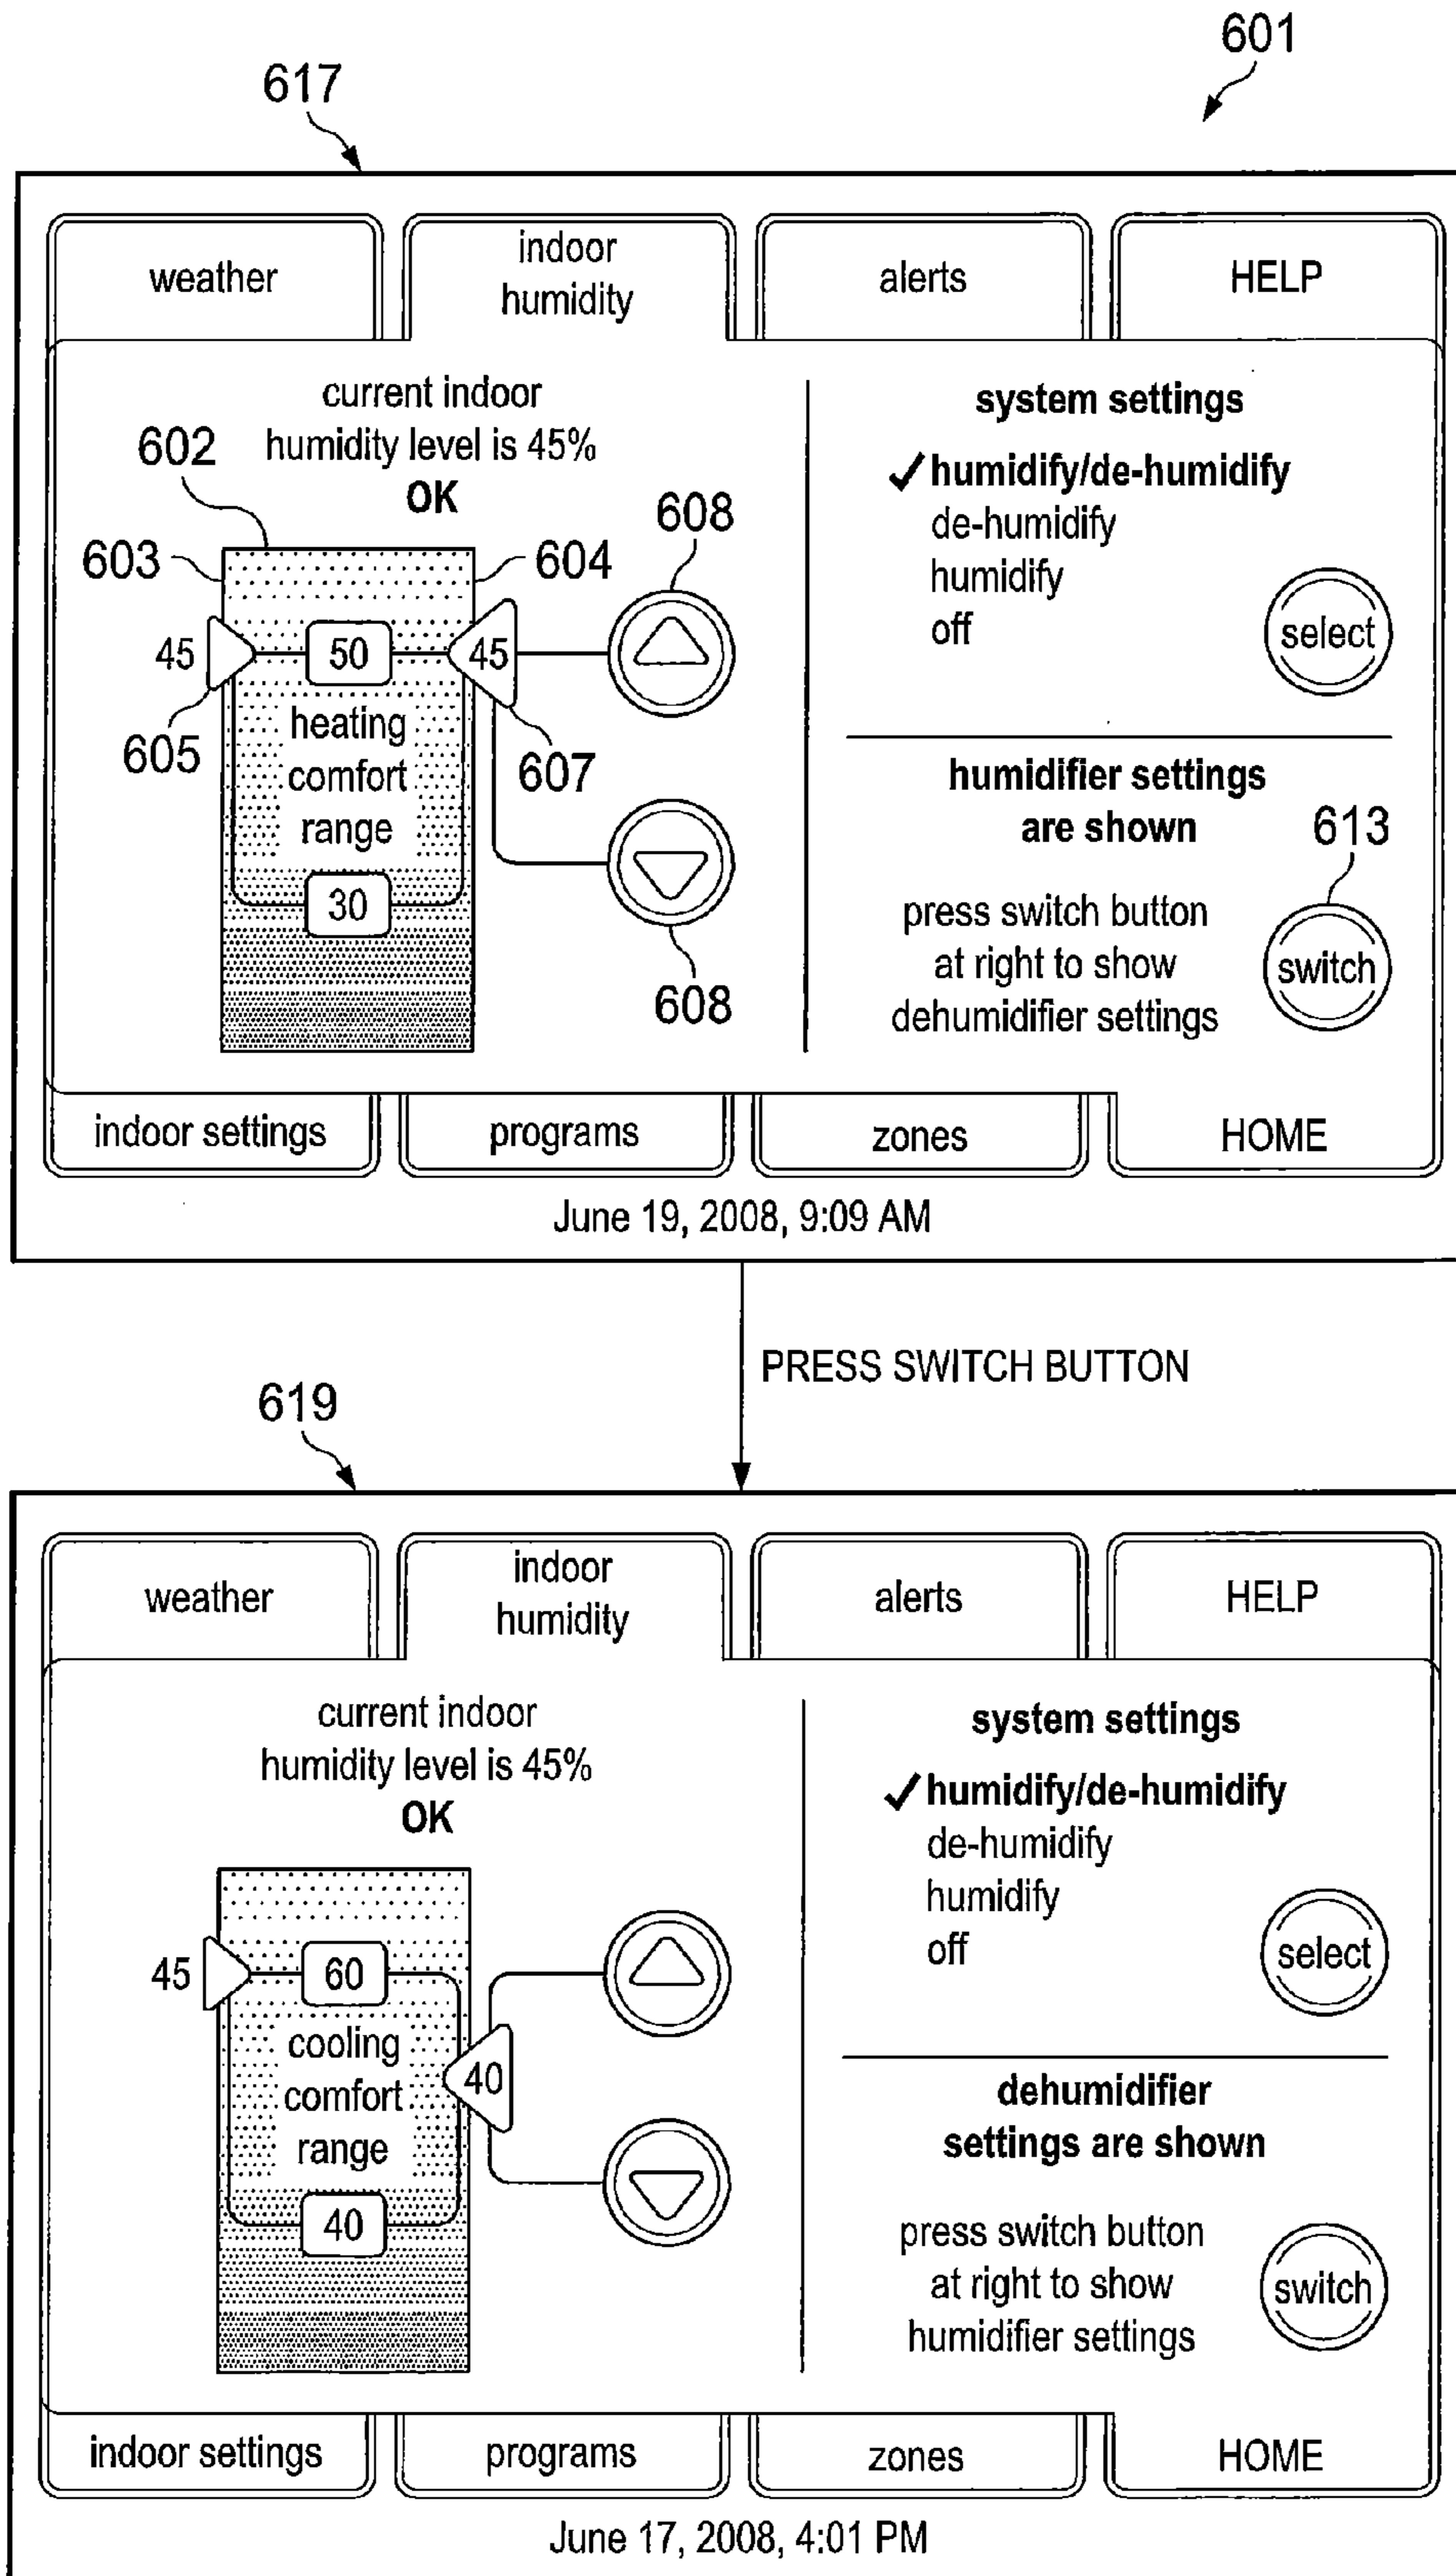 601
617
weather
indoor
humidity
alerts
HELP
current indoor
humidity level is 45%
OK
602
603
604
608
45
50
45
605
607
heating
comfort
range
30
608
system settings
✓humidify/de-humidify
de-humidify
humidify
off
select
humidifier settings
are shown
613
press switch button
at right to show
dehumidifier settings
switch
indoor settings
programs
zones
HOME
June 19, 2008, 9:09 AM
PRESS SWITCH BUTTON
619
weather
indoor
humidity
alerts
HELP
current indoor
humidity level is 45%
OK
45
60
40
cooling
comfort
range
40
system settings
✓humidify/de-humidify
de-humidify
humidify
off
select
dehumidifier
settings are shown
press switch button
at right to show
humidifier settings
switch
indoor settings
programs
zones
HOME
June 17, 2008, 4:01 PM